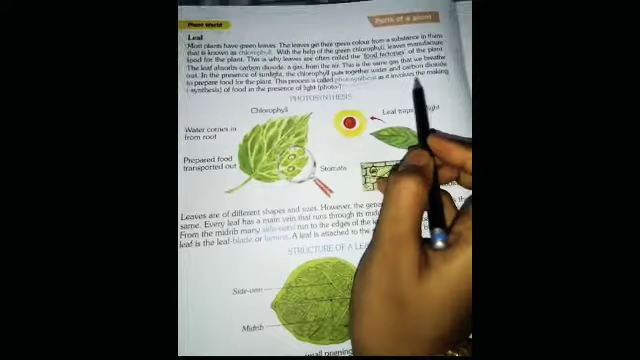 Plant World
Parts of a plant
Leaf
Most plants have green leaves. The leaves get their green colour from a substance in them
that is known as chlorophyll. With the help of the green chlorophyll, leaves manufacture
food for the plant. This is why leaves are often called the 'food factories' of the plant.
The leaf absorbs carbon dioxide, a gas, from the air. This is the same gas that we breathe
out. In the presence of sunlight, the chlorophyll puts together water and carbon dioxide
to prepare food for the plant. This process is called photosynthesis as it involves the making
(-synthesis) of food in the presence of light (photo-)
PHOTOSYNTHESIS
Chlorophyll
Leaf traps light
Water comes in
from root
Prepared food
transported out
Stomata
Leaves are of different shapes and sizes. However, the
same. Every leaf has a main vein that runs through its
From the midrib many side-veins run to the edges of the
leaf is the leaf-blade or lamina. A leaf is attached to the
STRUCTURE OF A
Side-vein
Midrib